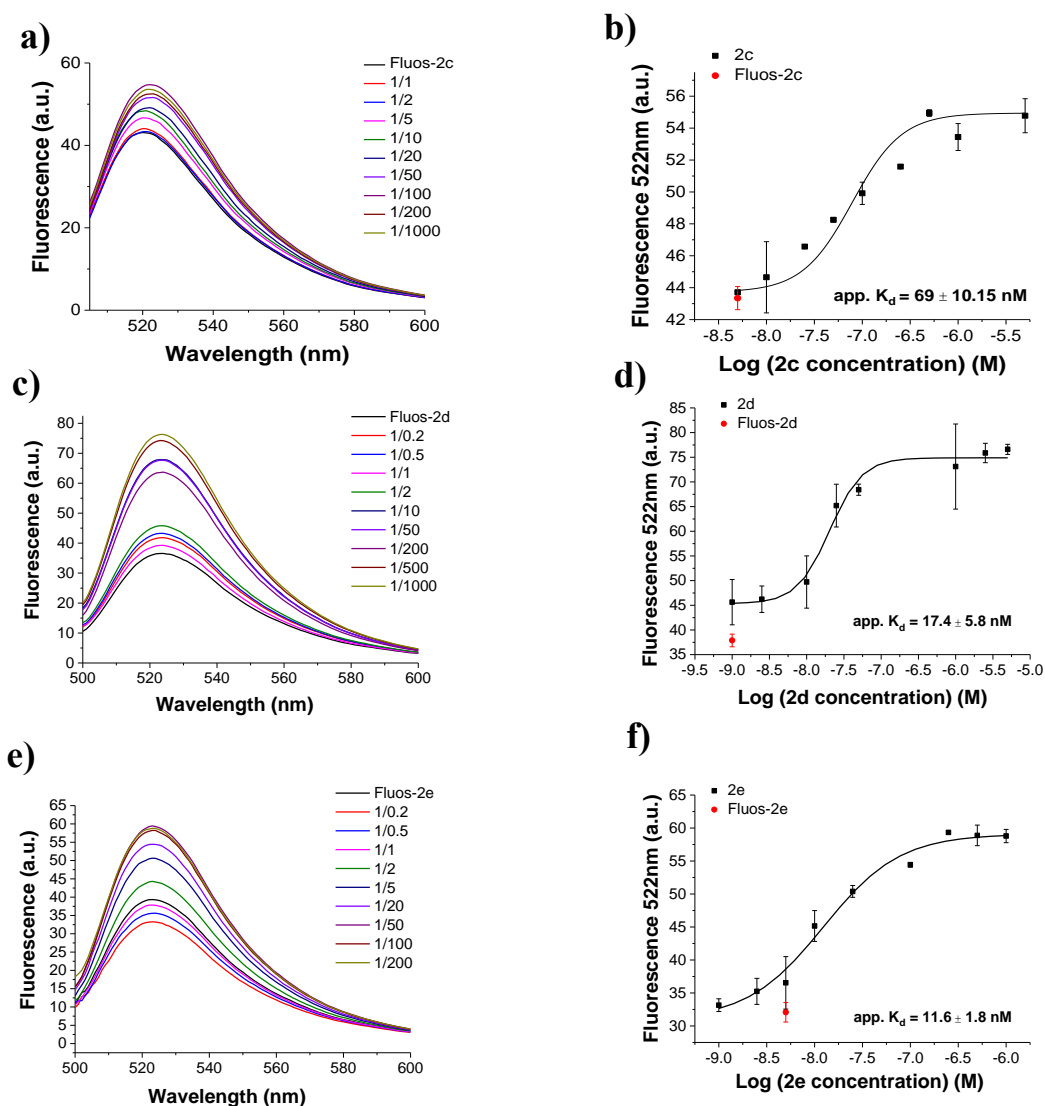 a)
Fluorescence (a.u.)
60
40
20
0
520 540 560 580 600
Wavelength (nm)
Fluos-2c
1/1
1/2
1/5
1/10
1/20
1/50
1/100
1/200
1/1000
b)
Fluorescence 522nm (a.u.)
2c
Fluos-2c
56
54
52
50
48
46
44
42
app. Kd = 69 ± 10.15 nM
-8.5 -8.0 -7.5 -7.0 -6.5 -6.0 -5.5
Log (2c concentration) (M)
c)
Fluorescence (a.u.)
80
70
60
50
40
30
20
10
0
500 520 540 560 580 600
Wavelength (nm)
Fluos-2d
1/0.2
1/0.5
1/1
1/2
1/10
1/50
1/200
1/500
1/1000
d)
Fluorescence 522nm (a.u.)
2d
Fluos-2d
85
80
75
70
65
60
55
50
45
40
35
app. Kd = 17.4 ± 5.8 nM
-9.5 -9.0 -8.5 -8.0 -7.5 -7.0 -6.5 -6.0 -5.5 -5.0
Log (2d concentration) (M)
e)
Fluorescence (a.u.)
65
60
55
50
45
40
35
30
25
20
15
10
5
0
500 520 540 560 580 600
Wavelength (nm)
Fluos-2e
1/0.2
1/0.5
1/1
1/2
1/5
1/20
1/50
1/100
1/200
f)
Fluorescence 522nm (a.u.)
2e
Fluos-2e
65
60
55
50
45
40
35
30
app. Kd = 11.6 ± 1.8 nM
-9.0 -8.5 -8.0 -7.5 -7.0 -6.5 -6.0
Log (2e concentration) (M)